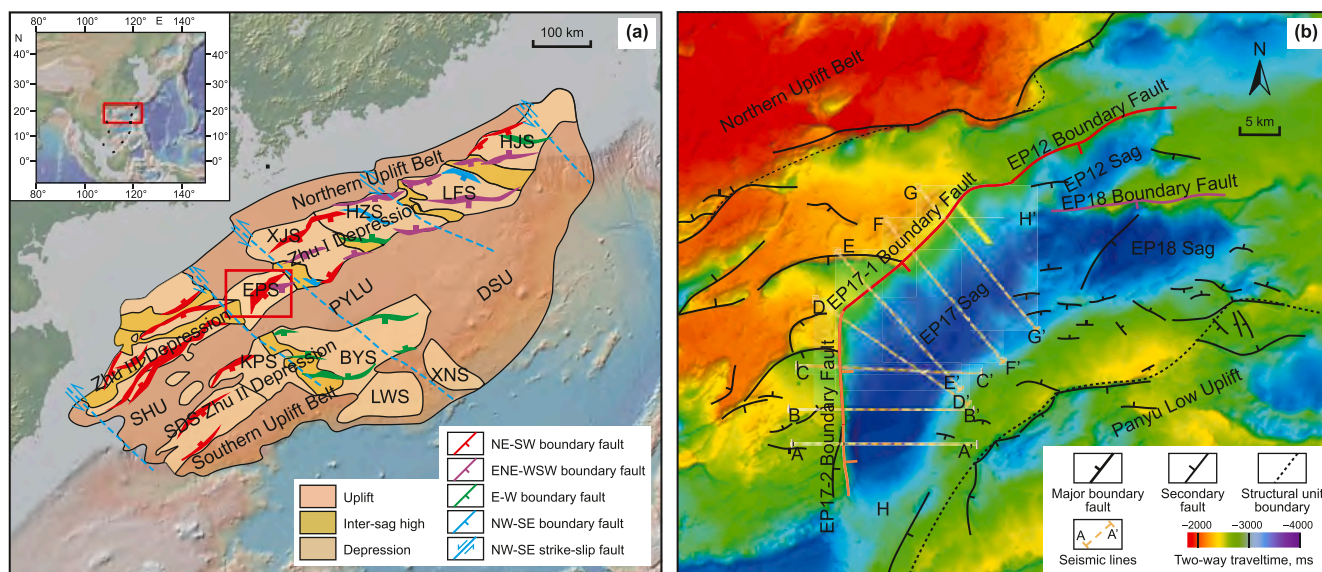 80° 100° 120° E 140°
N
40°
30°
20°
10°
0°
40°
30°
20°
10°
0°
80° 100° 120° 140°
100 km
(a)
HJS
Northern Uplift Belt
LFS
HZS
XJS
Zhu I Depression
EPS
PYLU
DSU
Zhu III Depression
KPS
BYS
XNS
SHU
SDS
Zhu II Depression
LWS
Southern Uplift Belt
Uplift
Inter-sag high
Depression
NE-SW boundary fault
ENE-WSW boundary fault
E-W boundary fault
NW-SE boundary fault
NW-SE strike-slip fault
(b)
N
5 km
Northern Uplift Belt
EP12 Boundary Fault
EP12 Sag
EP18 Boundary Fault
EP18 Sag
G
H'
F
E
EP17-1 Boundary Fault
D
EP17 Sag
G'
F'
C
E'
C'
D'
B
B'
A
A'
EP17-2 Boundary Fault
H
Panyu Low Uplift
Major boundary
fault
Secondary
fault
Structural unit
boundary
A A'
Seismic lines
−2000 −3000 −4000
Two-way traveltime, ms